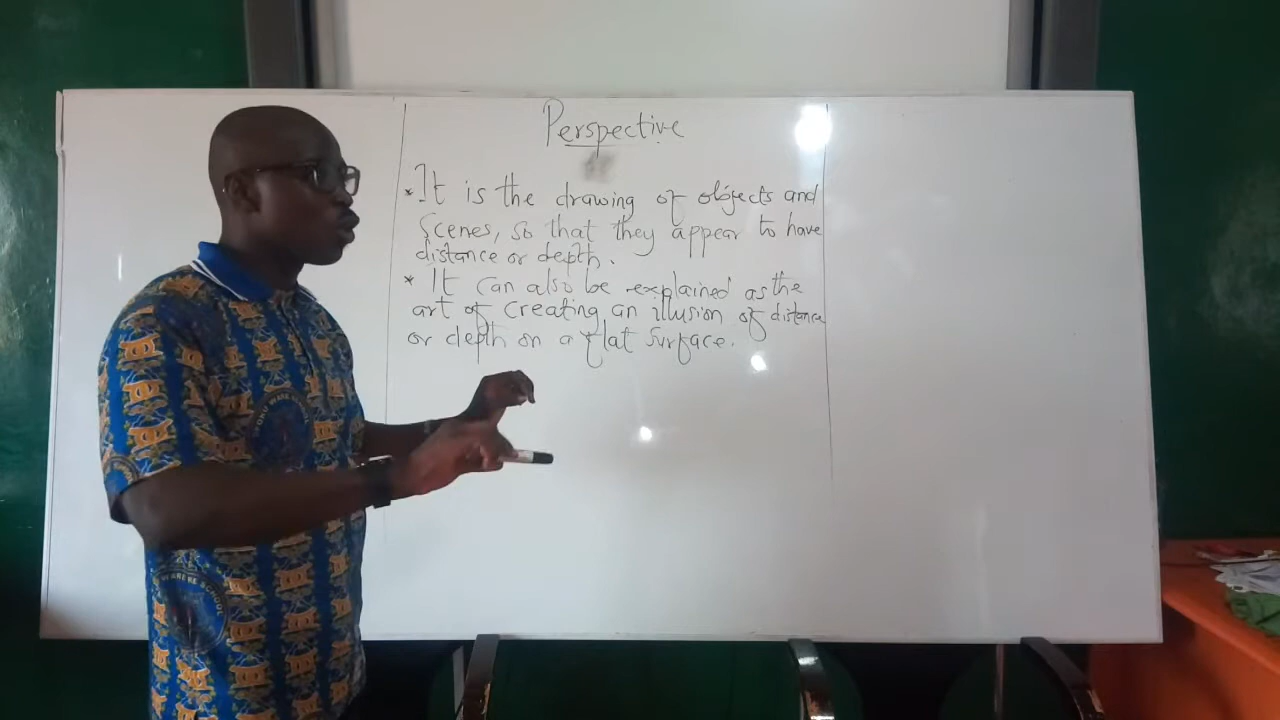 Perspective
* It is the drawing of objects and
Scenes, so that they appear to have
distance or depth.
* It can also be explained as the
art of creating an illusion of distance
or depth on a flat surface.